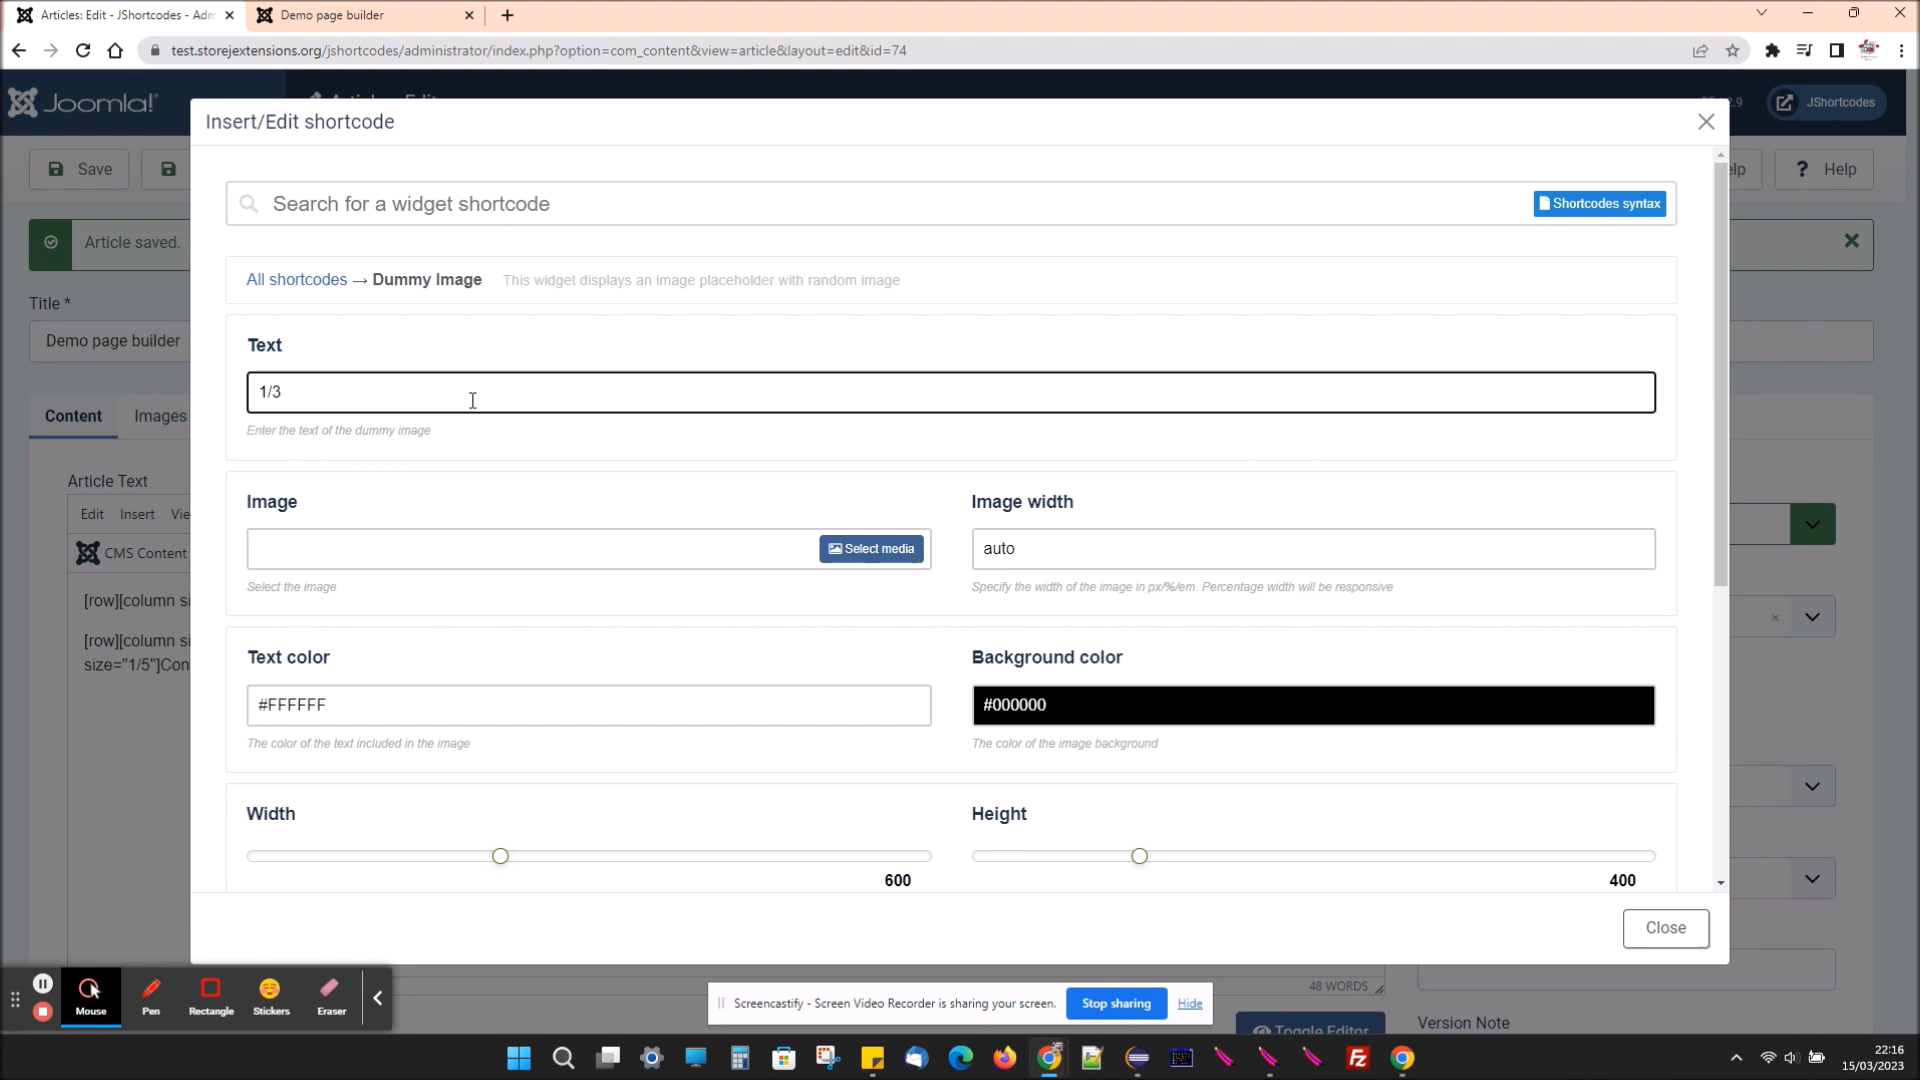 Articles: Edit - JShortcodes - Adm
Demo page builder
test.storejextensions.org/jshortcodes/administrator/index.php?option=com_content&view=article&layout=edit&id=74
Joomla!®
2.9
JShortcodes
Insert/Edit shortcode
Save
Help
Search for a widget shortcode
Shortcodes syntax
Article saved.
All shortcodes → Dummy Image This widget displays an image placeholder with random image
Title *
Demo page builder
Text
1/3
Enter the text of the dummy image
Content
Images
Article Text
Edit Insert Vie
CMS Content
[row][column si
[row][column si
size="1/5"]Con
Image
Select media
Select the image
Image width
auto
Specify the width of the image in px/%/em. Percentage width will be responsive
Text color
#FFFFFF
The color of the text included in the image
Background color
#000000
The color of the image background
Width
600
Height
400
Close
48 WORDS
Toggle Editor
Version Note
Mouse
Pen
Rectangle
Stickers
Eraser
Screencastify - Screen Video Recorder is sharing your screen.
Stop sharing
Hide
22:16
15/03/2023